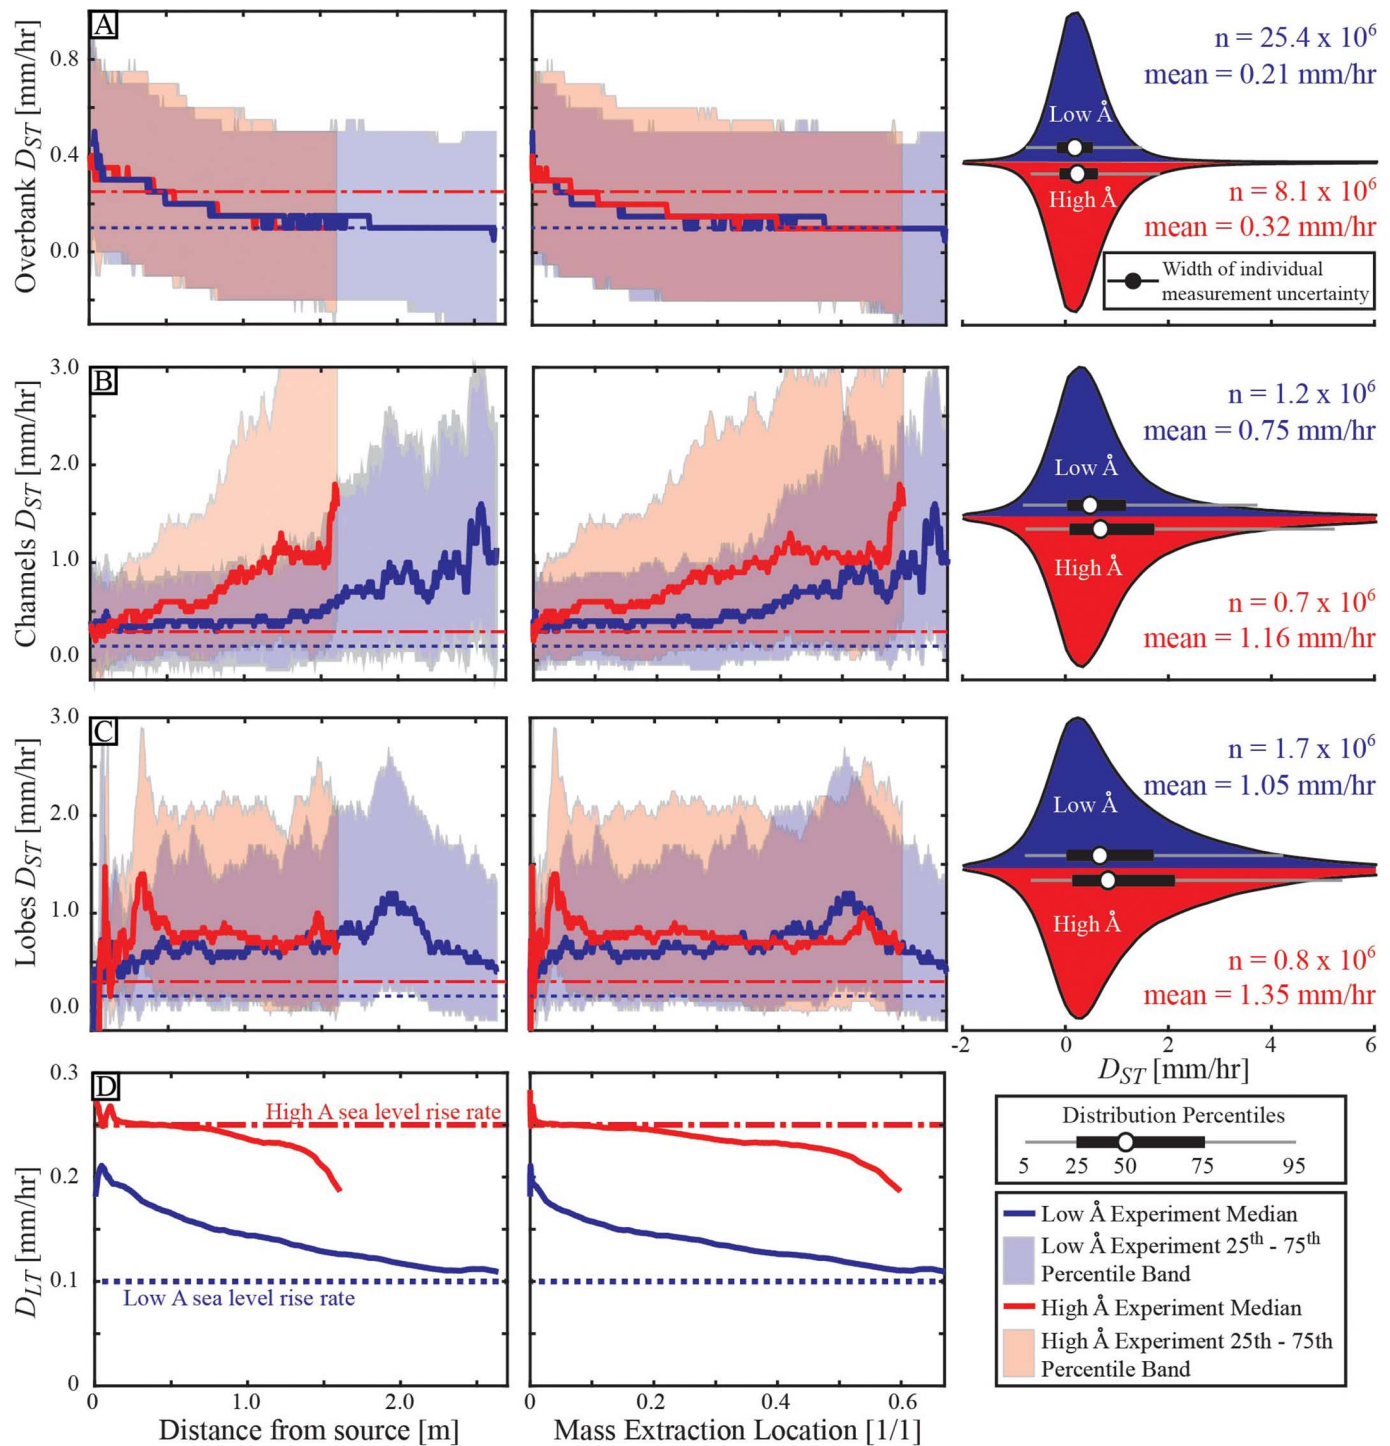 A
Overbank D_ST [mm/hr]
0.8
0.4
0.0
n = 25.4 x 10⁶
mean = 0.21 mm/hr
Low Å
High Å
n = 8.1 x 10⁶
mean = 0.32 mm/hr
Width of individual
measurement uncertainty
B
Channels D_ST [mm/hr]
3.0
2.0
1.0
0.0
n = 1.2 x 10⁶
mean = 0.75 mm/hr
Low Å
High Å
n = 0.7 x 10⁶
mean = 1.16 mm/hr
C
Lobes D_ST [mm/hr]
3.0
2.0
1.0
0.0
n = 1.7 x 10⁶
mean = 1.05 mm/hr
Low Å
High Å
n = 0.8 x 10⁶
mean = 1.35 mm/hr
-2 0 2 4 6
D_ST [mm/hr]
D
D_LT [mm/hr]
0.3
0.2
0.1
0
High A sea level rise rate
Low A sea level rise rate
0 1.0 2.0
Distance from source [m]
0 0.2 0.4 0.6
Mass Extraction Location [1/1]
Distribution Percentiles
5 25 50 75 95
Low Å Experiment Median
Low Å Experiment 25th - 75th
Percentile Band
High Å Experiment Median
High Å Experiment 25th - 75th
Percentile Band